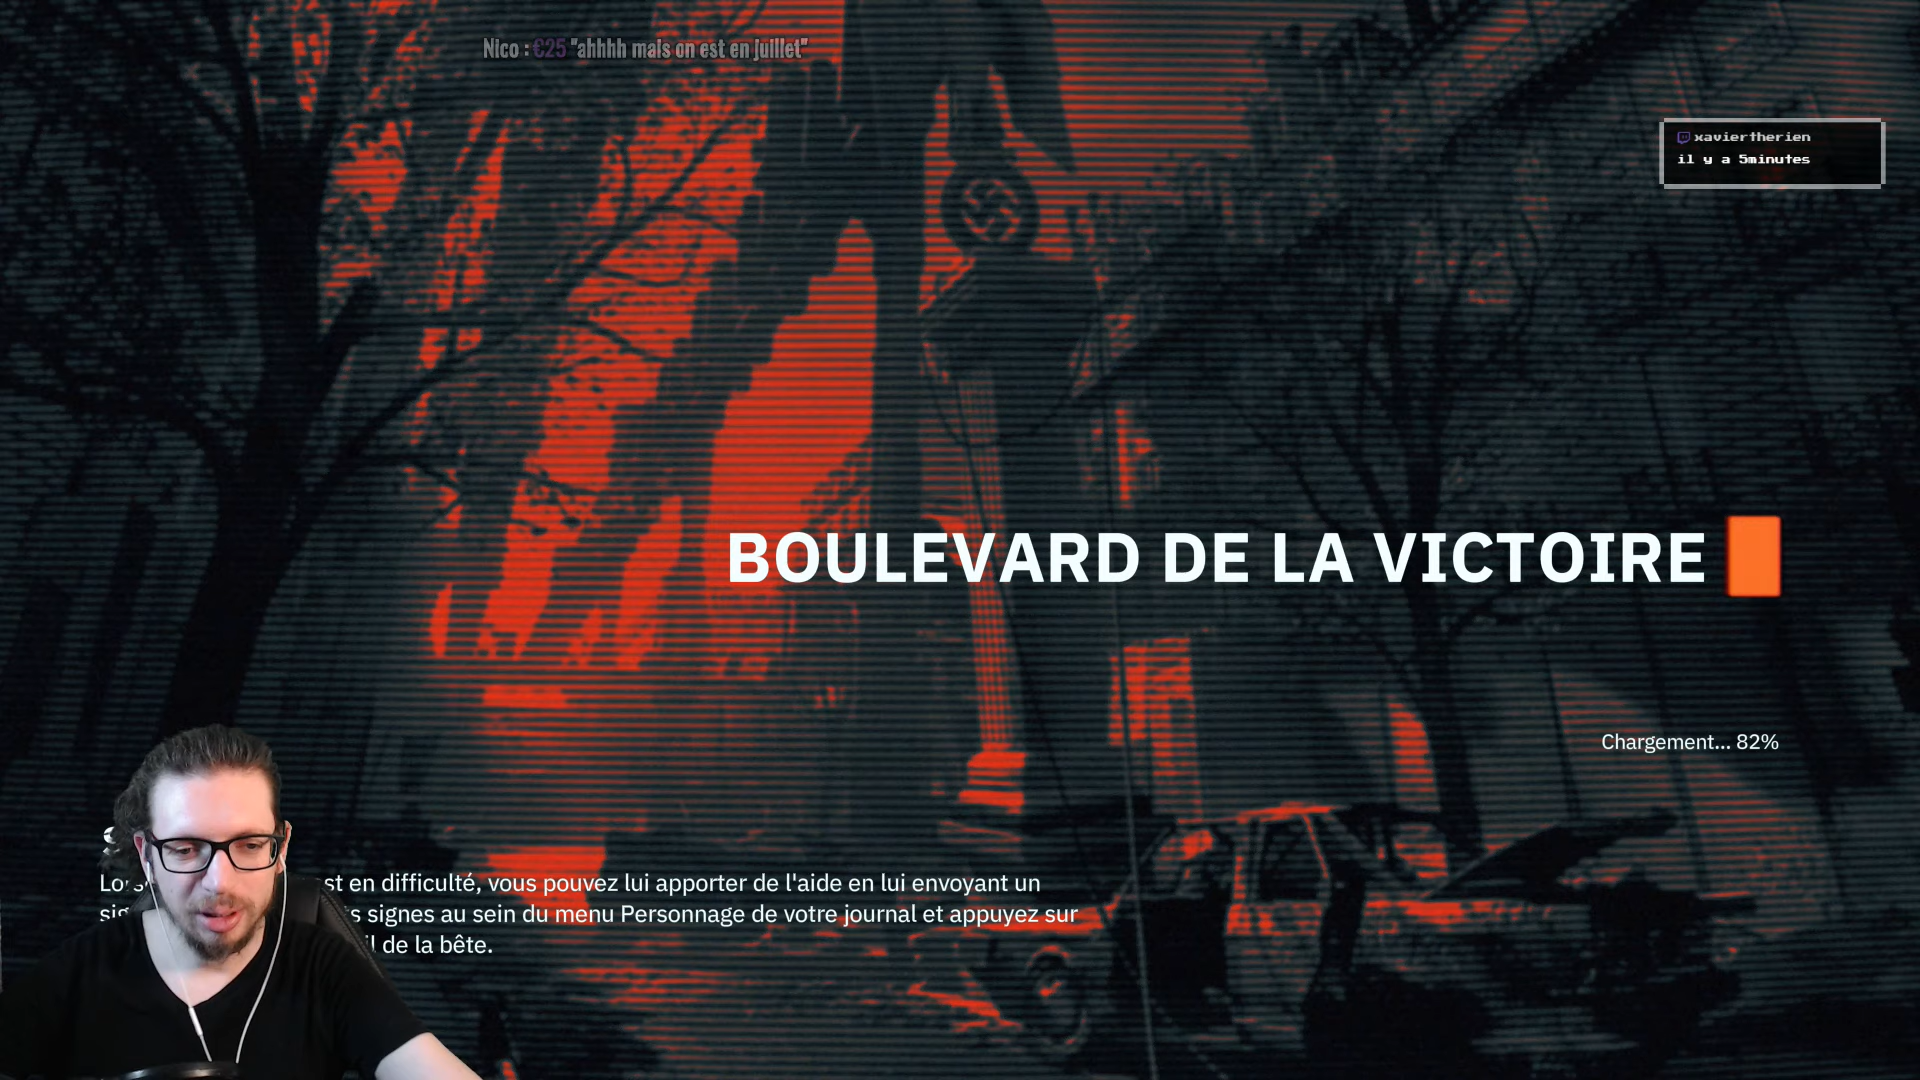 Nico : €25 "ahhhh mais on est en juillet"
xaviertherien
il y a 5minutes
BOULEVARD DE LA VICTOIRE
Chargement... 82%
est en difficulté, vous pouvez lui apporter de l'aide en lui envoyant un
signes au sein du menu Personnage de votre journal et appuyez sur
de la bête.